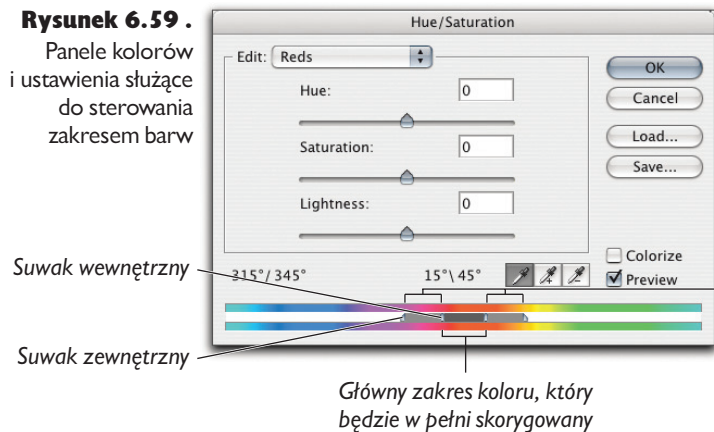 Rysunek 6.59 .
Panele kolorów
i ustawienia służące
do sterowania
zakresem barw
Hue/Saturation
Edit: Reds
Hue: 0
Saturation: 0
Lightness: 0
OK
Cancel
Load...
Save...
Colorize
Preview
315°/ 345° 15°\ 45°
Suwak wewnętrzny
Suwak zewnętrzny
Główny zakres koloru, który
będzie w pełni skorygowany